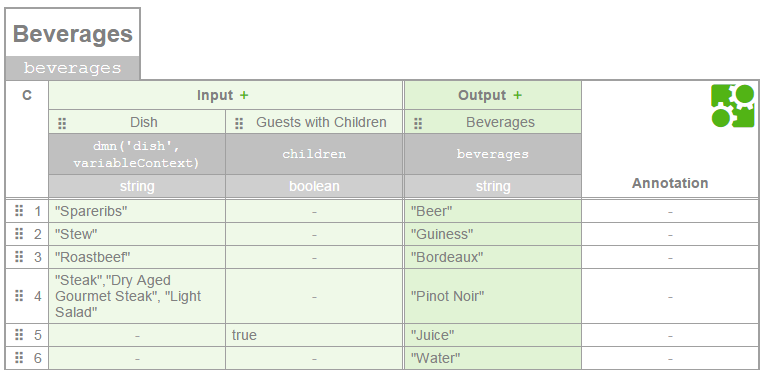 Beverages
beverages
C Input + Output +
Dish Guests with Children Beverages
dmn('dish',
variableContext) children beverages
string boolean string Annotation
1 "Spareribs" - "Beer" -
2 "Stew" - "Guiness" -
3 "Roastbeef" - "Bordeaux" -
4 "Steak","Dry Aged
Gourmet Steak", "Light
Salad" - "Pinot Noir" -
5 - true "Juice" -
6 - - "Water" -